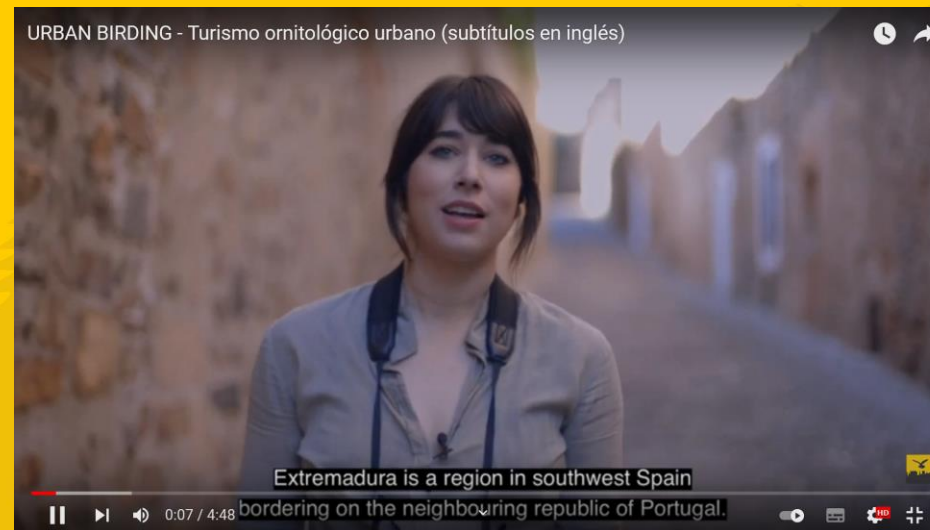 URBAN BIRDING - Turismo ornitológico urbano (subtítulos en inglés)
Extremadura is a region in southwest Spain
bordering on the neighbouring republic of Portugal.
0:07 / 4:48
HD